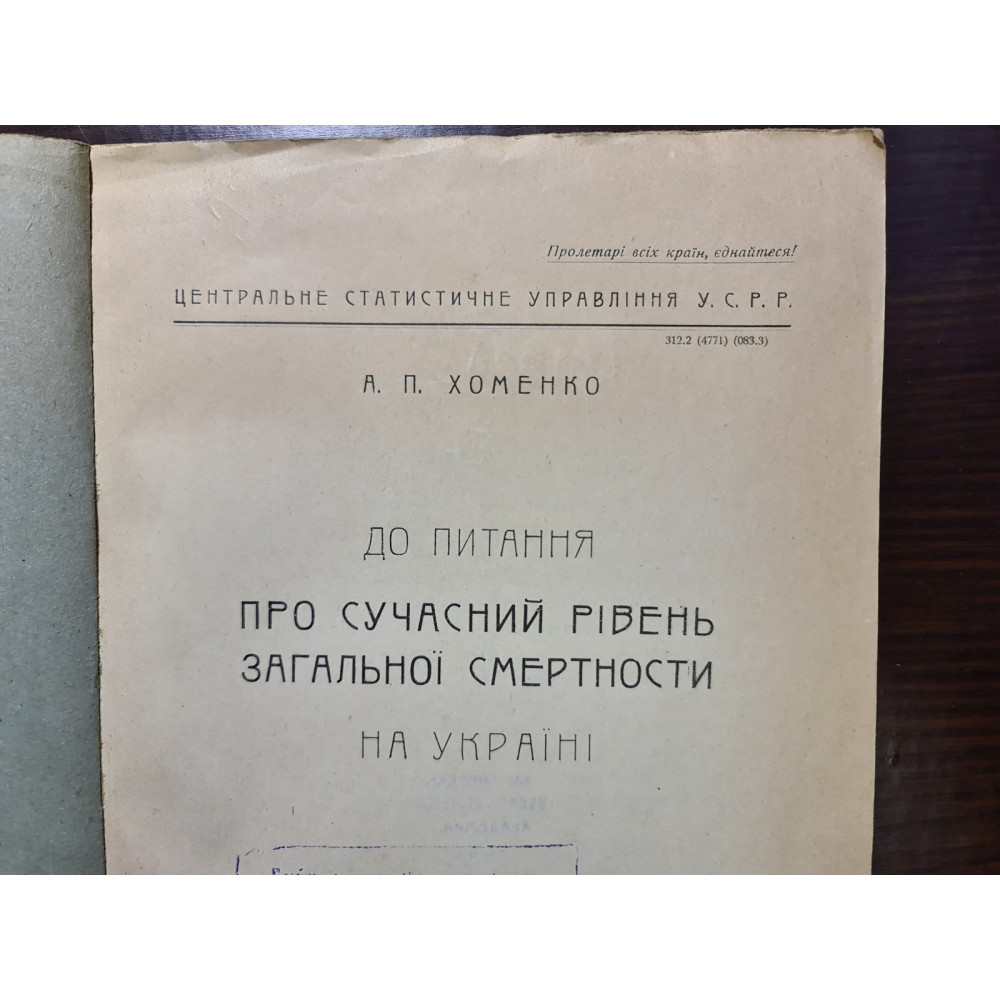 Пролетарі всіх країн, єднайтеся!
ЦЕНТРАЛЬНЕ СТАТИСТИЧНЕ УПРАВЛІННЯ У. С. Р. Р.
312.2 (4771) (083.3)
А. П. ХОМЕНКО
ДО ПИТАННЯ
ПРО СУЧАСНИЙ РІВЕНЬ
ЗАГАЛЬНОЇ СМЕРТНОСТИ
НА УКРАЇНІ